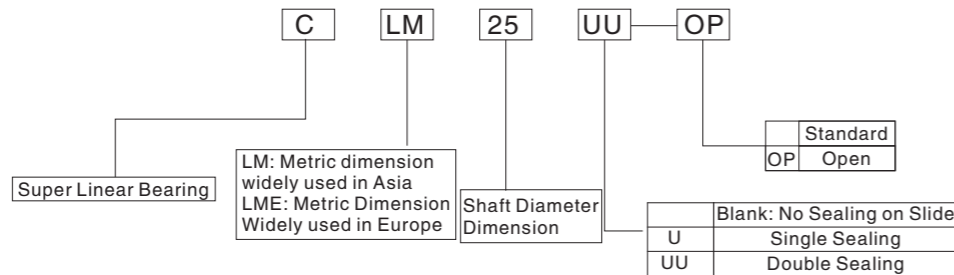 C LM 25 UU OP
Standard
OP Open
Super Linear Bearing
LM: Metric dimension
widely used in Asia
LME: Metric Dimension
Widely used in Europe
Shaft Diameter
Dimension
Blank: No Sealing on Slide
U Single Sealing
UU Double Sealing